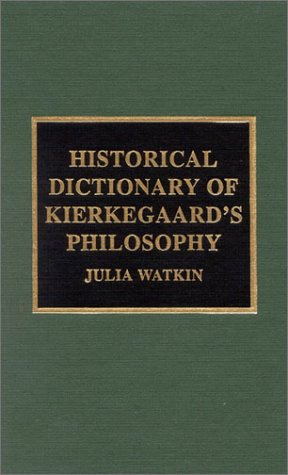 HISTORICAL
DICTIONARY OF
KIERKEGAARD'S
PHILOSOPHY
JULIA WATKIN